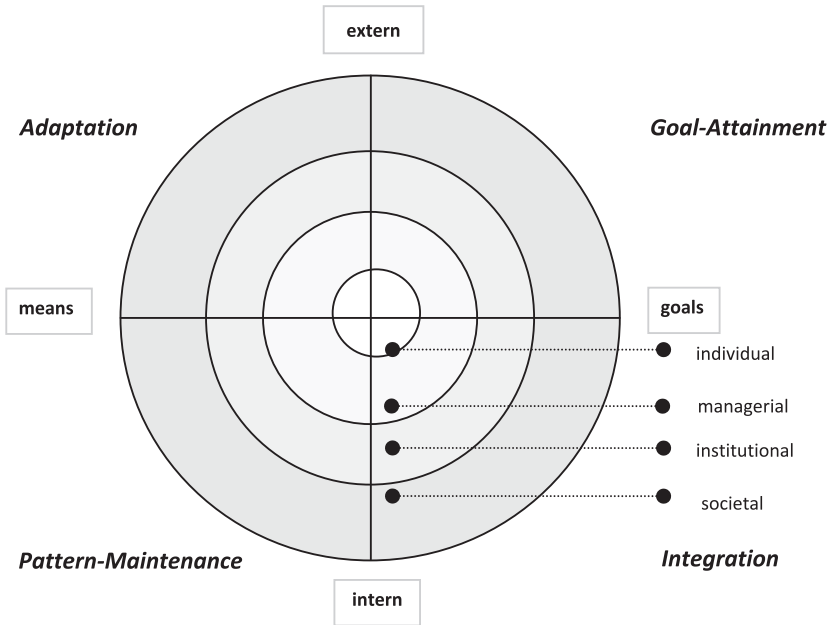 extern
Adaptation
Goal-Attainment
means
goals
individual
managerial
institutional
societal
Pattern-Maintenance
Integration
intern